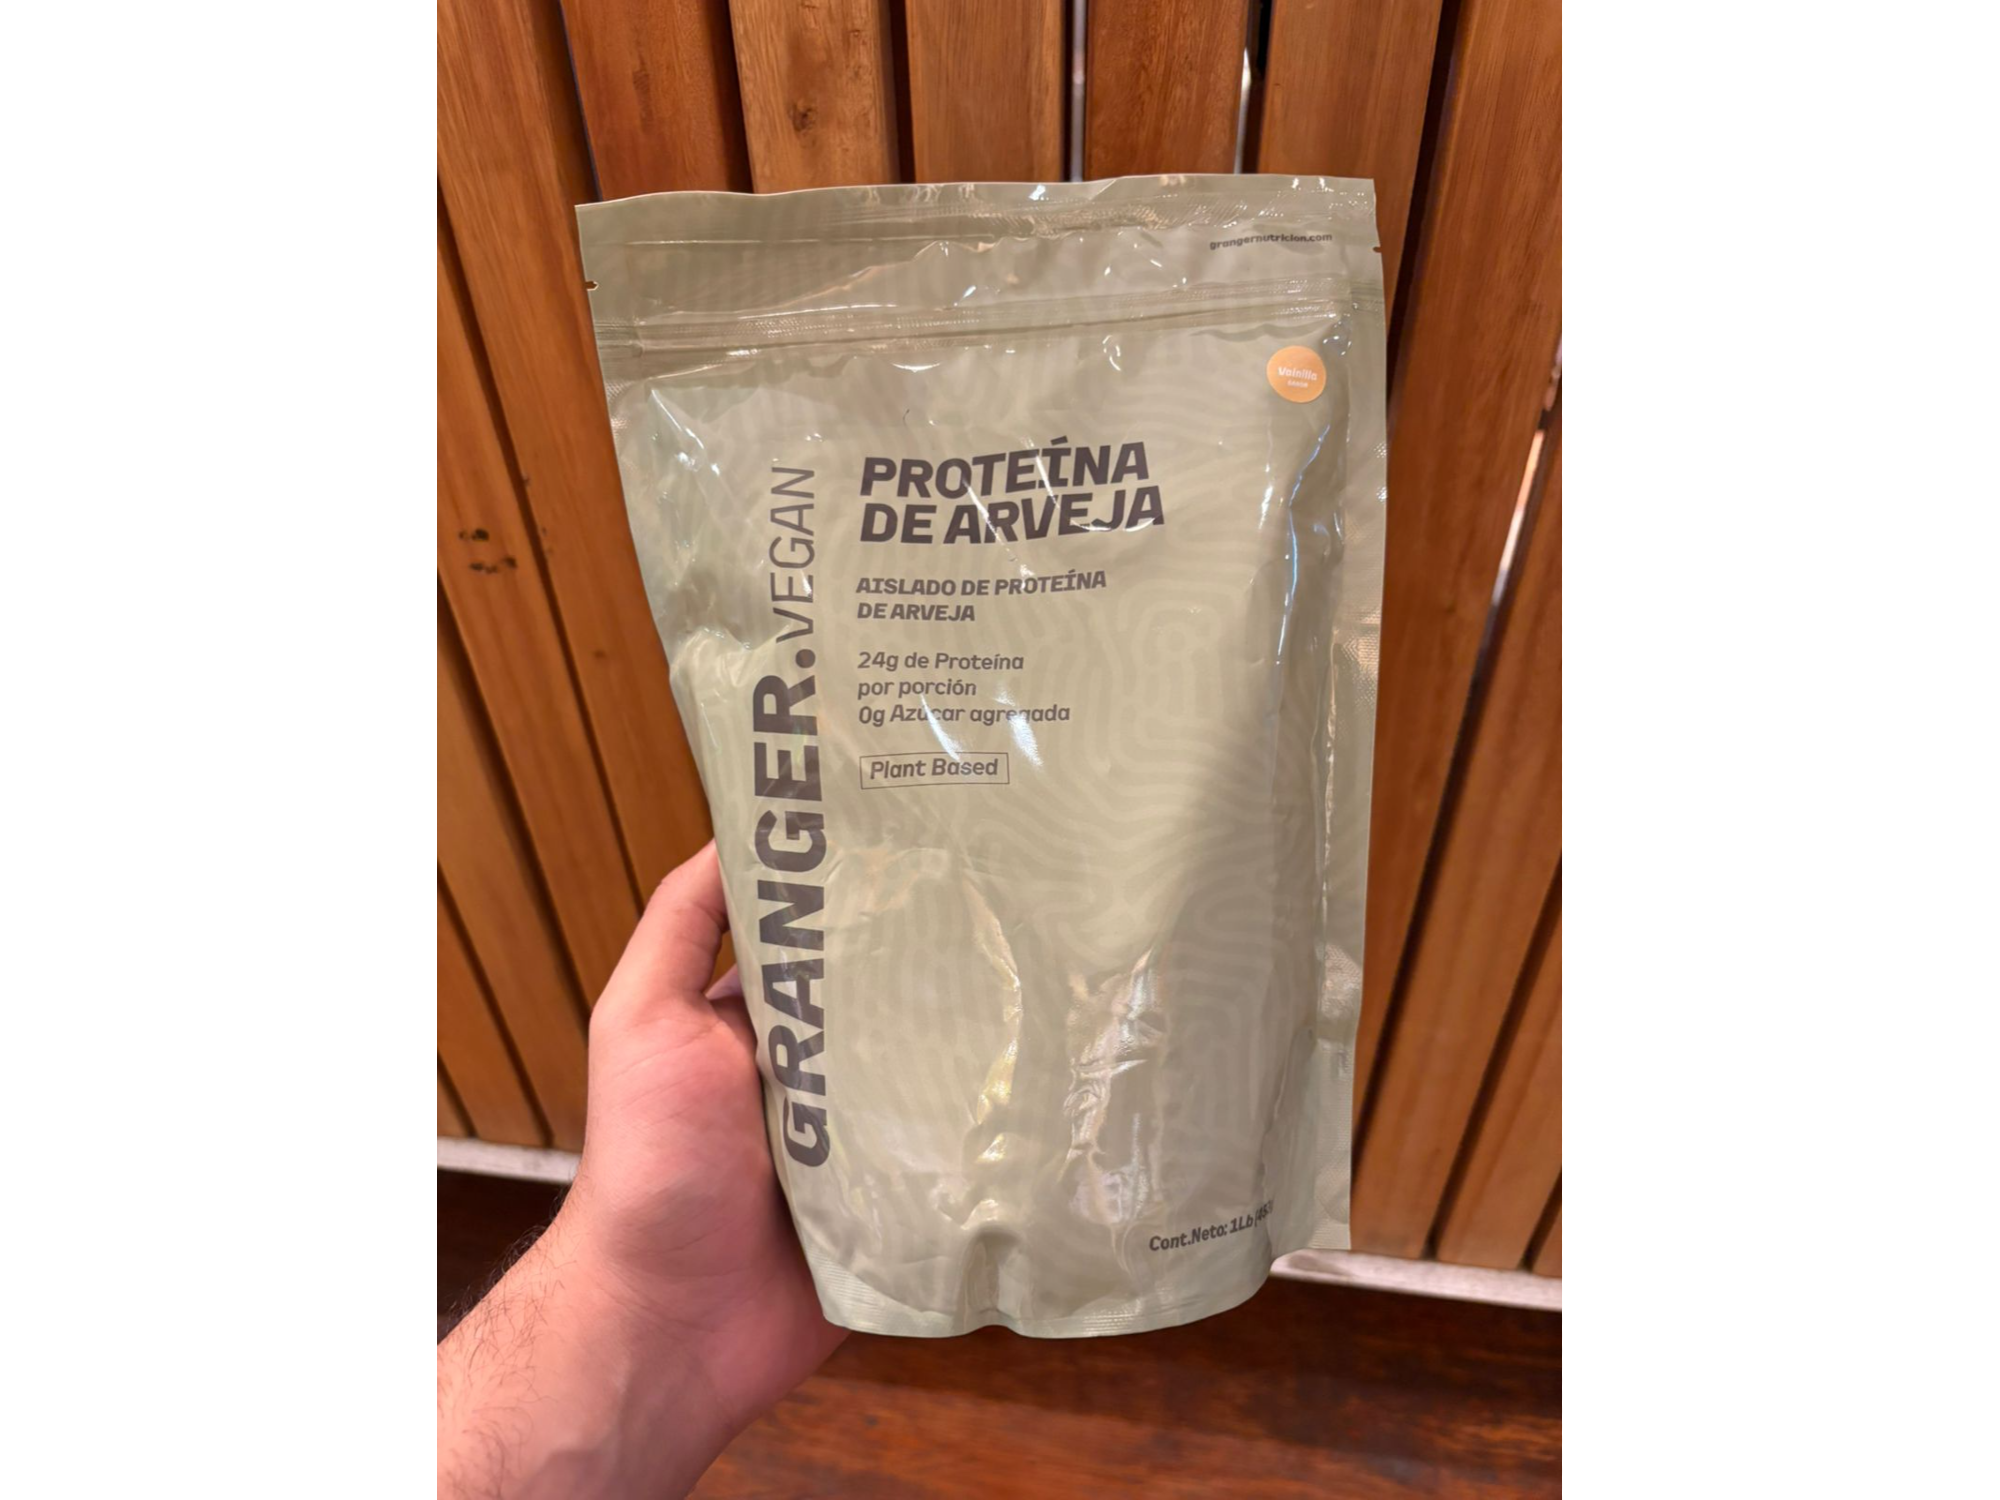 grangernutricion.com
Vainilla
SABOR
PROTEÍNA
DE ARVEJA
AISLADO DE PROTEÍNA
DE ARVEJA
24g de Proteína
por porción
0g Azúcar agregada
Plant Based
GRANGER.VEGAN
Cont.Neto: 1Lb